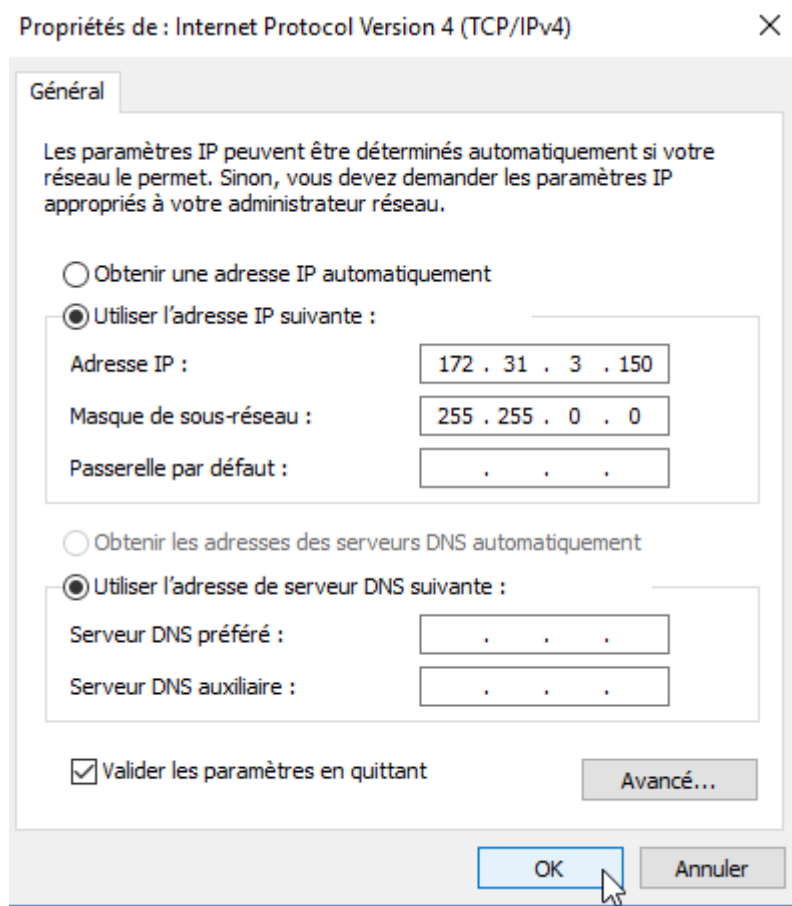 Propriétés de : Internet Protocol Version 4 (TCP/IPv4)
Général
Les paramètres IP peuvent être déterminés automatiquement si votre
réseau le permet. Sinon, vous devez demander les paramètres IP
appropriés à votre administrateur réseau.
Obtenir une adresse IP automatiquement
Utiliser l'adresse IP suivante :
Adresse IP : 172 . 31 . 3 . 150
Masque de sous-réseau : 255 . 255 . 0 . 0
Passerelle par défaut : . . .
Obtenir les adresses des serveurs DNS automatiquement
Utiliser l'adresse de serveur DNS suivante :
Serveur DNS préféré : . . .
Serveur DNS auxiliaire : . . .
Valider les paramètres en quittant
Avancé...
OK Annuler